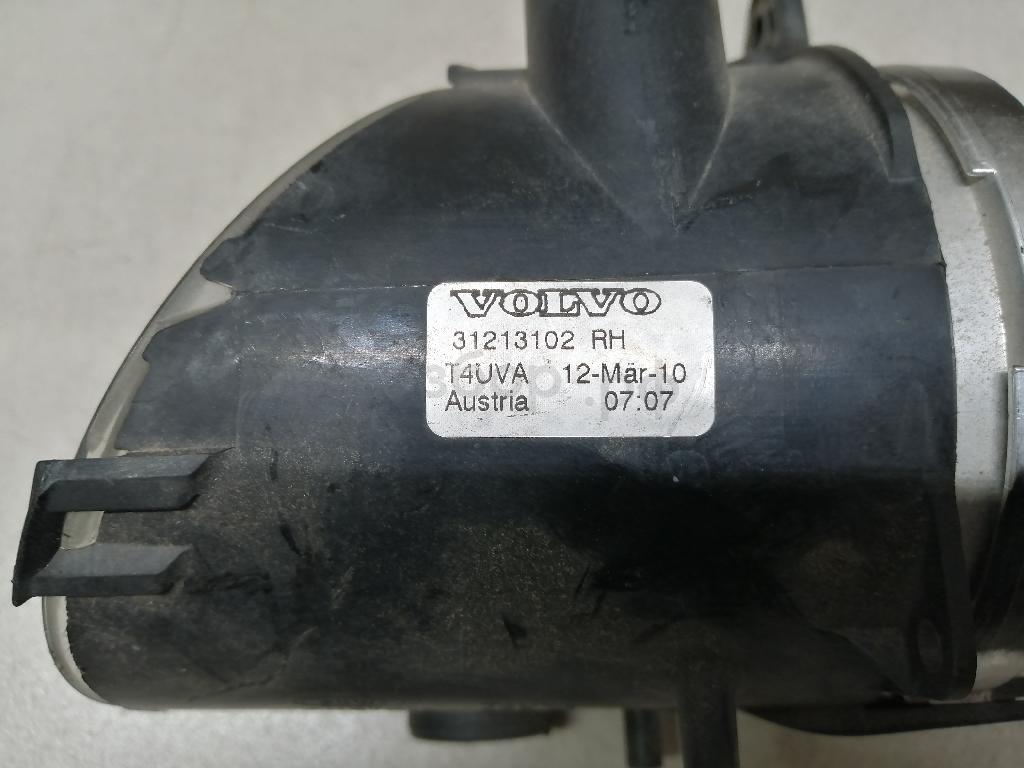 VOLVO
31213102 RH
T4UVA 12-Mär-10
Austria 07:07